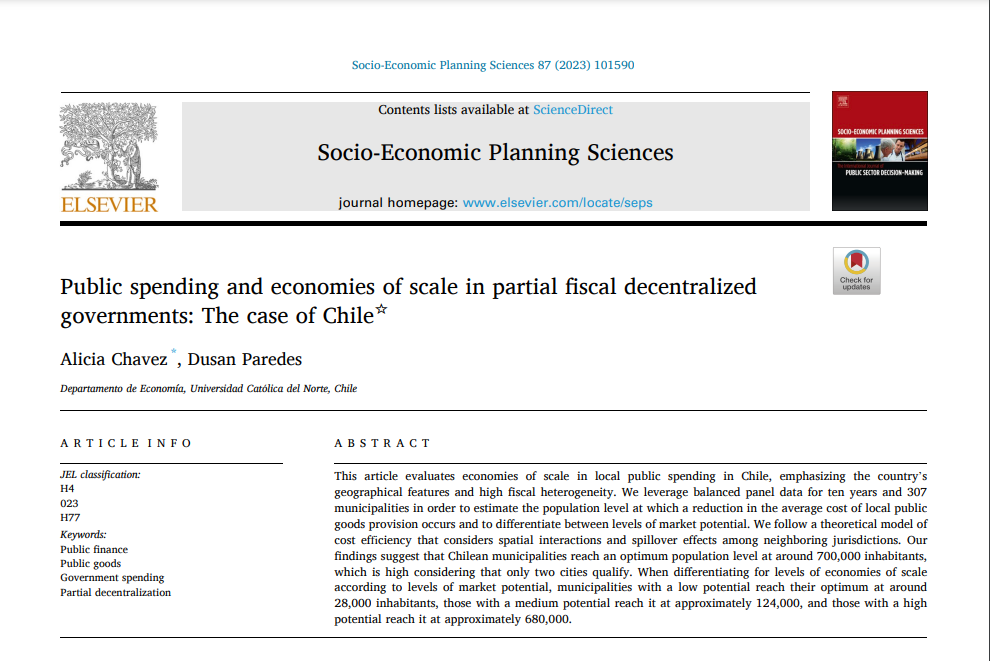 Socio-Economic Planning Sciences 87 (2023) 101590
Contents lists available at ScienceDirect
Socio-Economic Planning Sciences
journal homepage: www.elsevier.com/locate/seps
ELSEVIER
SOCIO-ECONOMIC PLANNING SCIENCES
PUBLIC SECTOR DECISION-MAKING
Check for
updates
Public spending and economies of scale in partial fiscal decentralized
governments: The case of Chile☆
Alicia Chavez *, Dusan Paredes
Departamento de Economía, Universidad Católica del Norte, Chile
ARTICLE INFO
JEL classification:
H4
023
H77
Keywords:
Public finance
Public goods
Government spending
Partial decentralization
ABSTRACT
This article evaluates economies of scale in local public spending in Chile, emphasizing the country's
geographical features and high fiscal heterogeneity. We leverage balanced panel data for ten years and 307
municipalities in order to estimate the population level at which a reduction in the average cost of local public
goods provision occurs and to differentiate between levels of market potential. We follow a theoretical model of
cost efficiency that considers spatial interactions and spillover effects among neighboring jurisdictions. Our
findings suggest that Chilean municipalities reach an optimum population level at around 700,000 inhabitants,
which is high considering that only two cities qualify. When differentiating for levels of economies of scale
according to levels of market potential, municipalities with a low potential reach their optimum at around
28,000 inhabitants, those with a medium potential reach it at approximately 124,000, and those with a high
potential reach it at approximately 680,000.